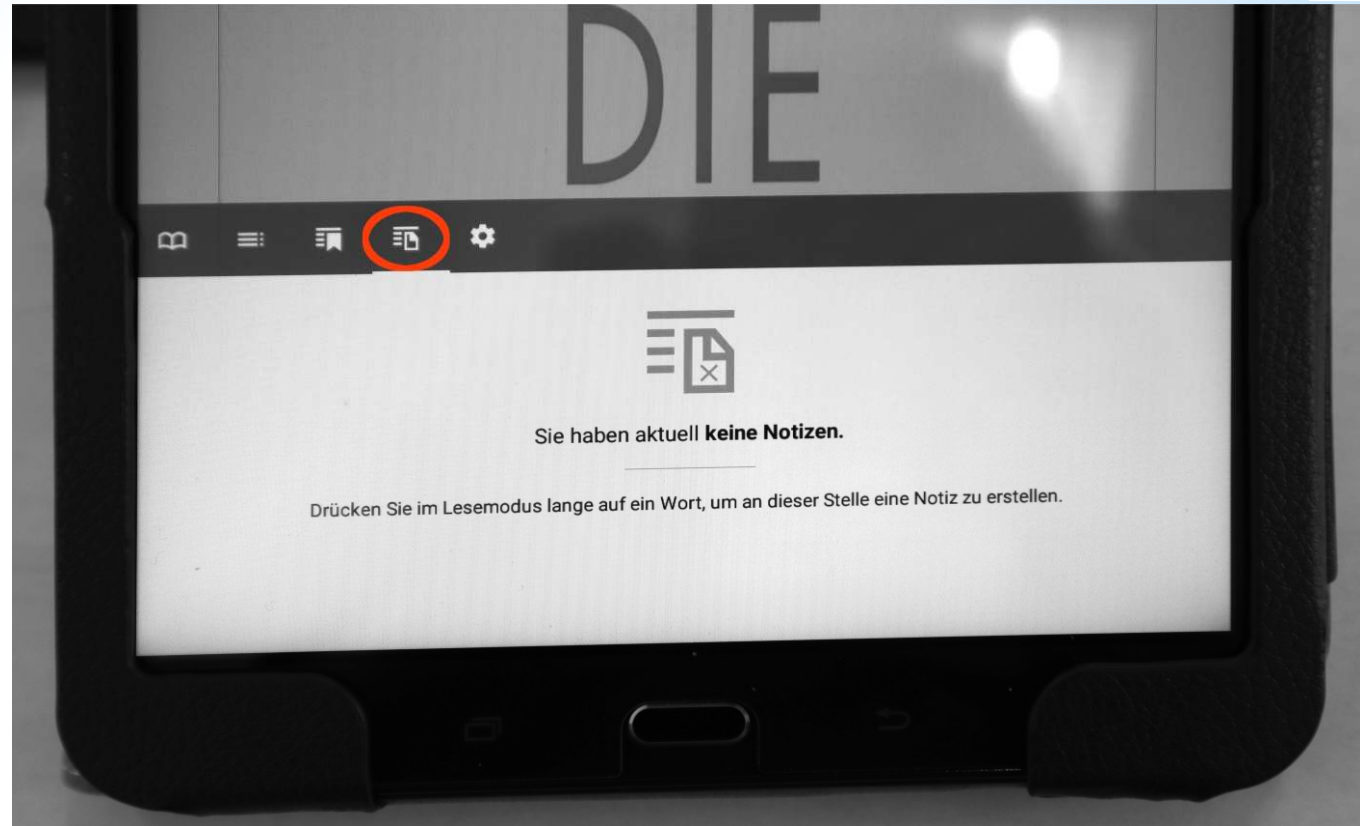 DIE
Sie haben aktuell keine Notizen.
Drücken Sie im Lesemodus lange auf ein Wort, um an dieser Stelle eine Notiz zu erstellen.